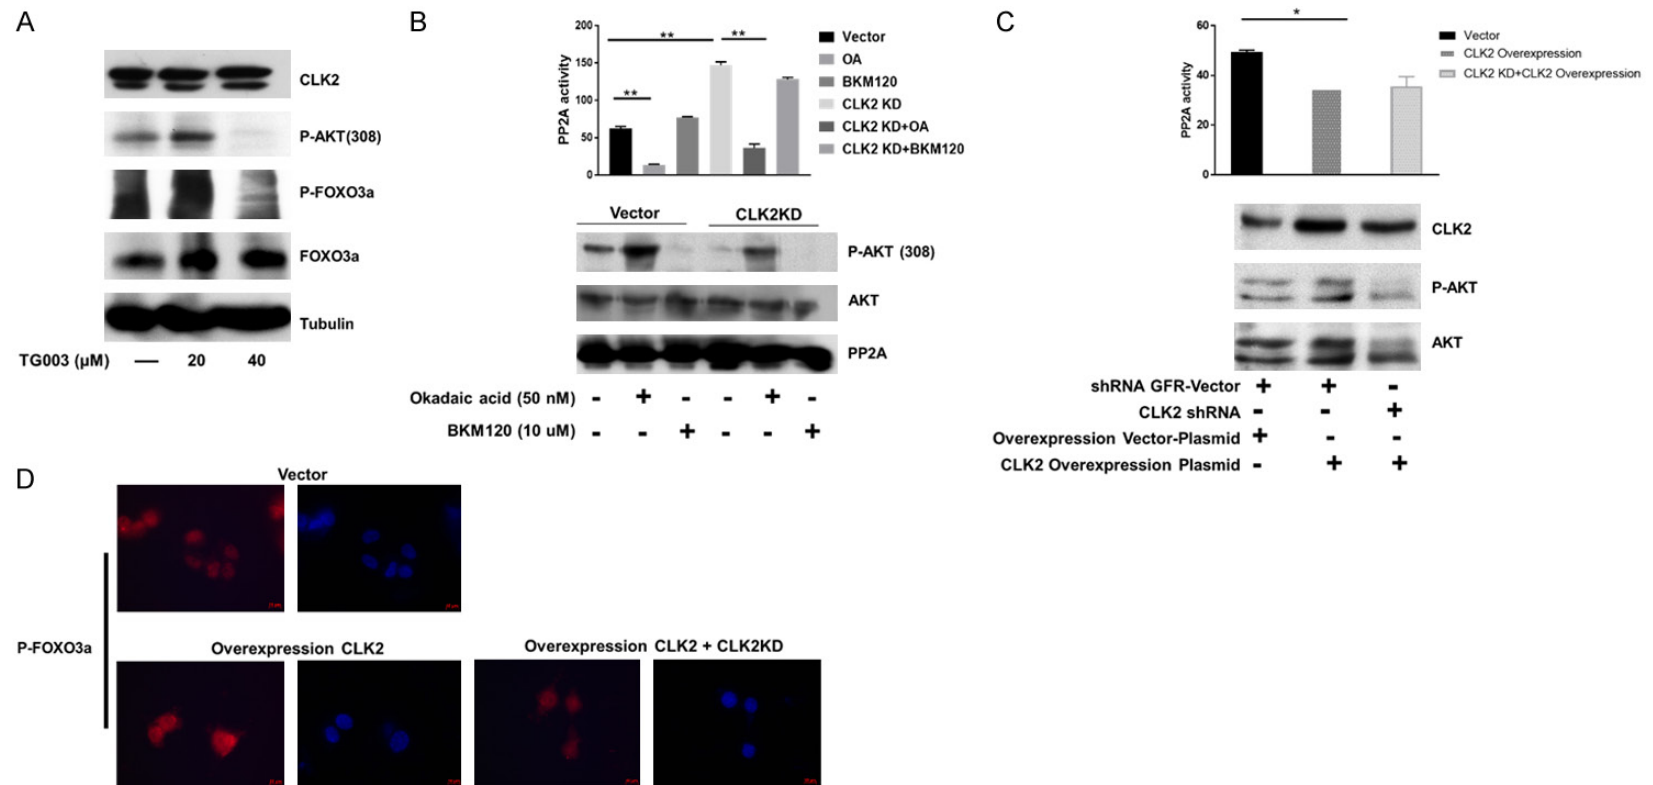 A
CLK2
P-AKT(308)
P-FOXO3a
FOXO3a
Tubulin
TG003 (µM) — 20 40
B
PP2A activity
200
150
100
50
0
** **
**
Vector
OA
BKM120
CLK2 KD
CLK2 KD+OA
CLK2 KD+BKM120
Vector CLK2KD
P-AKT (308)
AKT
PP2A
Okadaic acid (50 nM) - + - - + -
BKM120 (10 uM) - - + - - +
C
PP2A activity
60
40
20
0
*
Vector
CLK2 Overexpression
CLK2 KD+CLK2 Overexpression
CLK2
P-AKT
AKT
shRNA GFR-Vector + + -
CLK2 shRNA - - +
Overexpression Vector-Plasmid + - -
CLK2 Overexpression Plasmid - + +
D
Vector
P-FOXO3a
Overexpression CLK2
Overexpression CLK2 + CLK2KD